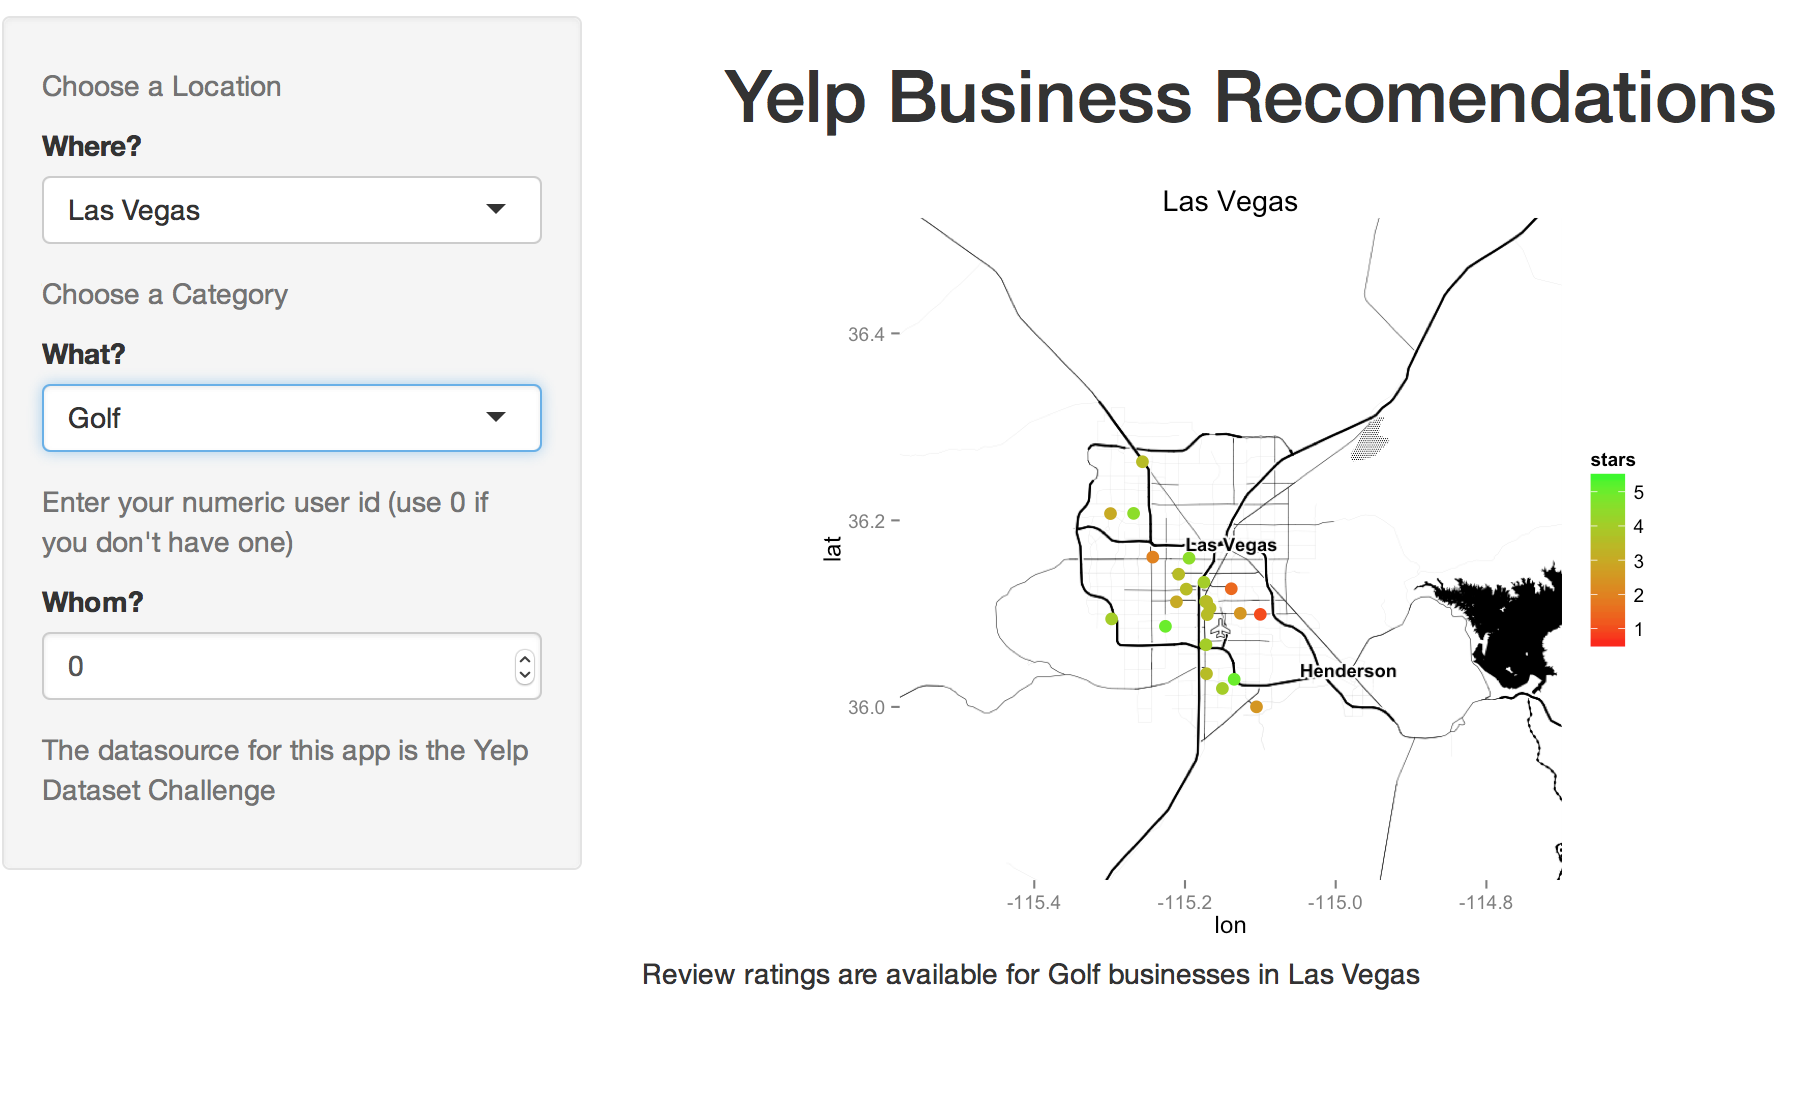 Choose a Location
Where?
Las Vegas
Choose a Category
What?
Golf
Enter your numeric user id (use 0 if
you don't have one)
Whom?
0
The datasource for this app is the Yelp
Dataset Challenge
Yelp Business Recomendations
Las Vegas
36.4
36.2
36.0
lat
Las Vegas
Henderson
-115.4
-115.2
-115.0
-114.8
lon
stars
5
4
3
2
1
Review ratings are available for Golf businesses in Las Vegas